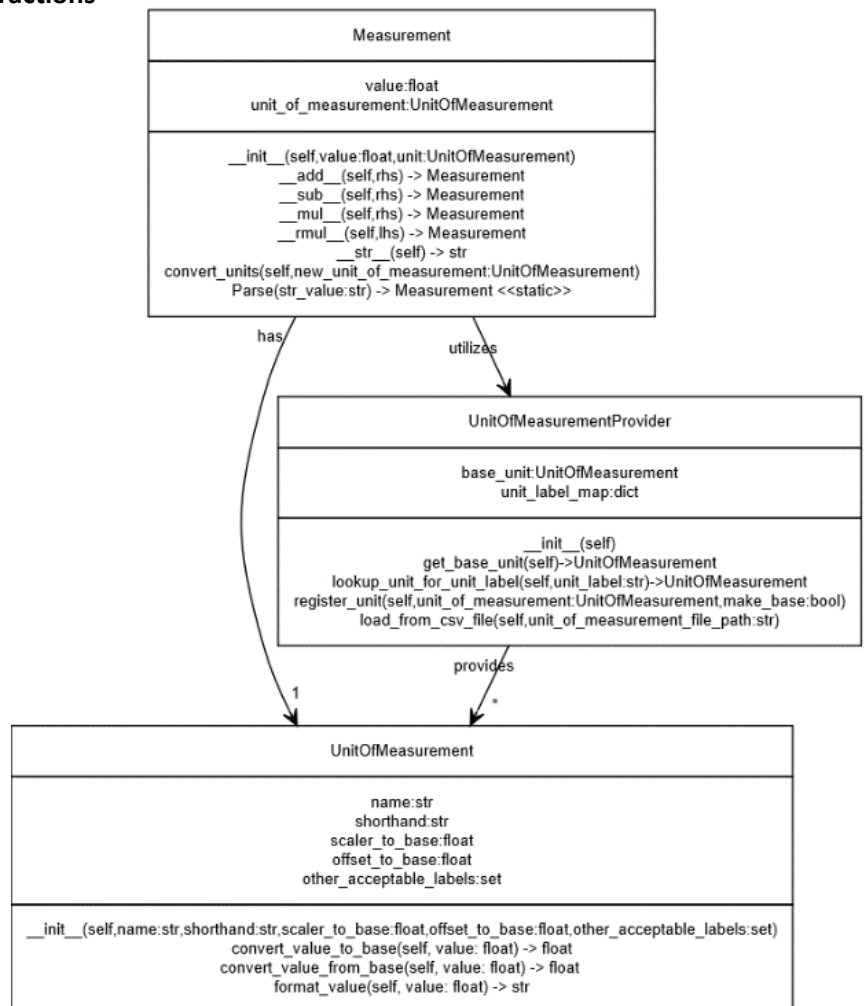 Measurement
value:float
unit_of_measurement:UnitOfMeasurement
__init__(self,value:float,unit:UnitOfMeasurement)
__add__(self,rhs) -> Measurement
__sub__(self,rhs) -> Measurement
__mul__(self,rhs) -> Measurement
__rmul__(self,lhs) -> Measurement
__str__(self) -> str
convert_units(self,new_unit_of_measurement:UnitOfMeasurement)
Parse(str_value:str) -> Measurement <<static>>
has
utilizes
UnitOfMeasurementProvider
base_unit:UnitOfMeasurement
unit_label_map:dict
__init__(self)
get_base_unit(self)->UnitOfMeasurement
lookup_unit_for_unit_label(self,unit_label:str)->UnitOfMeasurement
register_unit(self,unit_of_measurement:UnitOfMeasurement,make_base:bool)
load_from_csv_file(self,unit_of_measurement_file_path:str)
provides
1
*
UnitOfMeasurement
name:str
shorthand:str
scaler_to_base:float
offset_to_base:float
other_acceptable_labels:set
__init__(self,name:str,shorthand:str,scaler_to_base:float,offset_to_base:float,other_acceptable_labels:set)
convert_value_to_base(self, value: float) -> float
convert_value_from_base(self, value: float) -> float
format_value(self, value: float) -> str